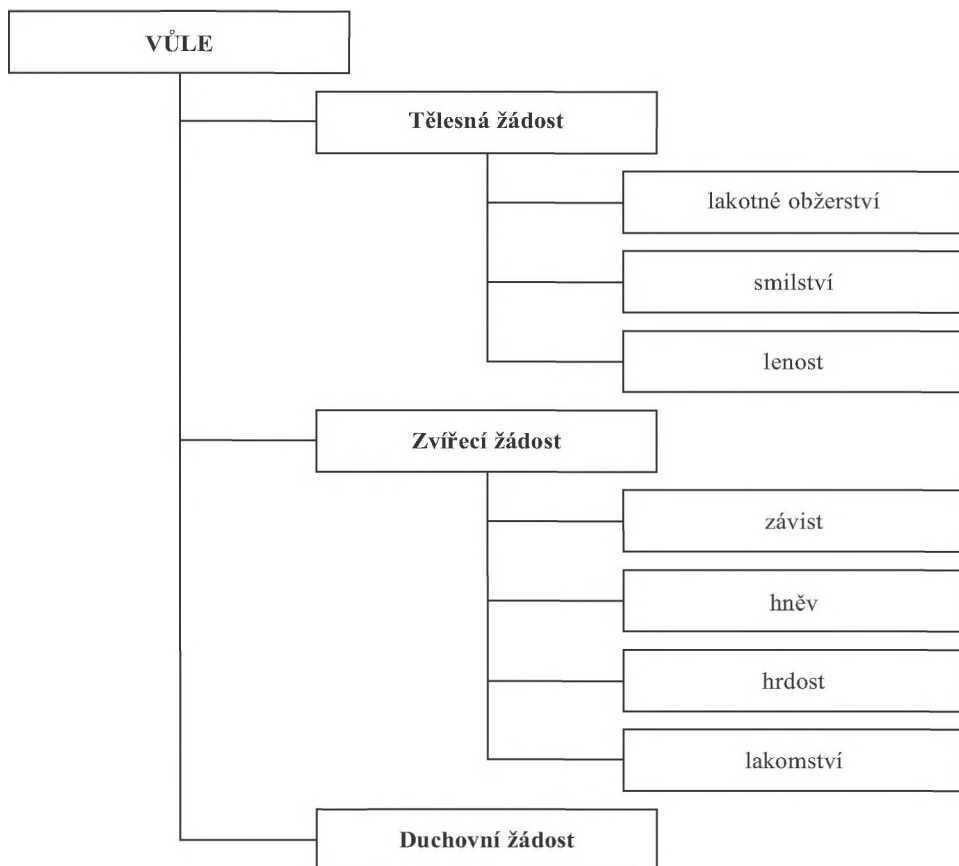 VŮLE
Tělesná žádost
lakotné obžerství
smilství
lenost
Zvířecí žádost
závist
hněv
hrdost
lakomství
Duchovní žádost